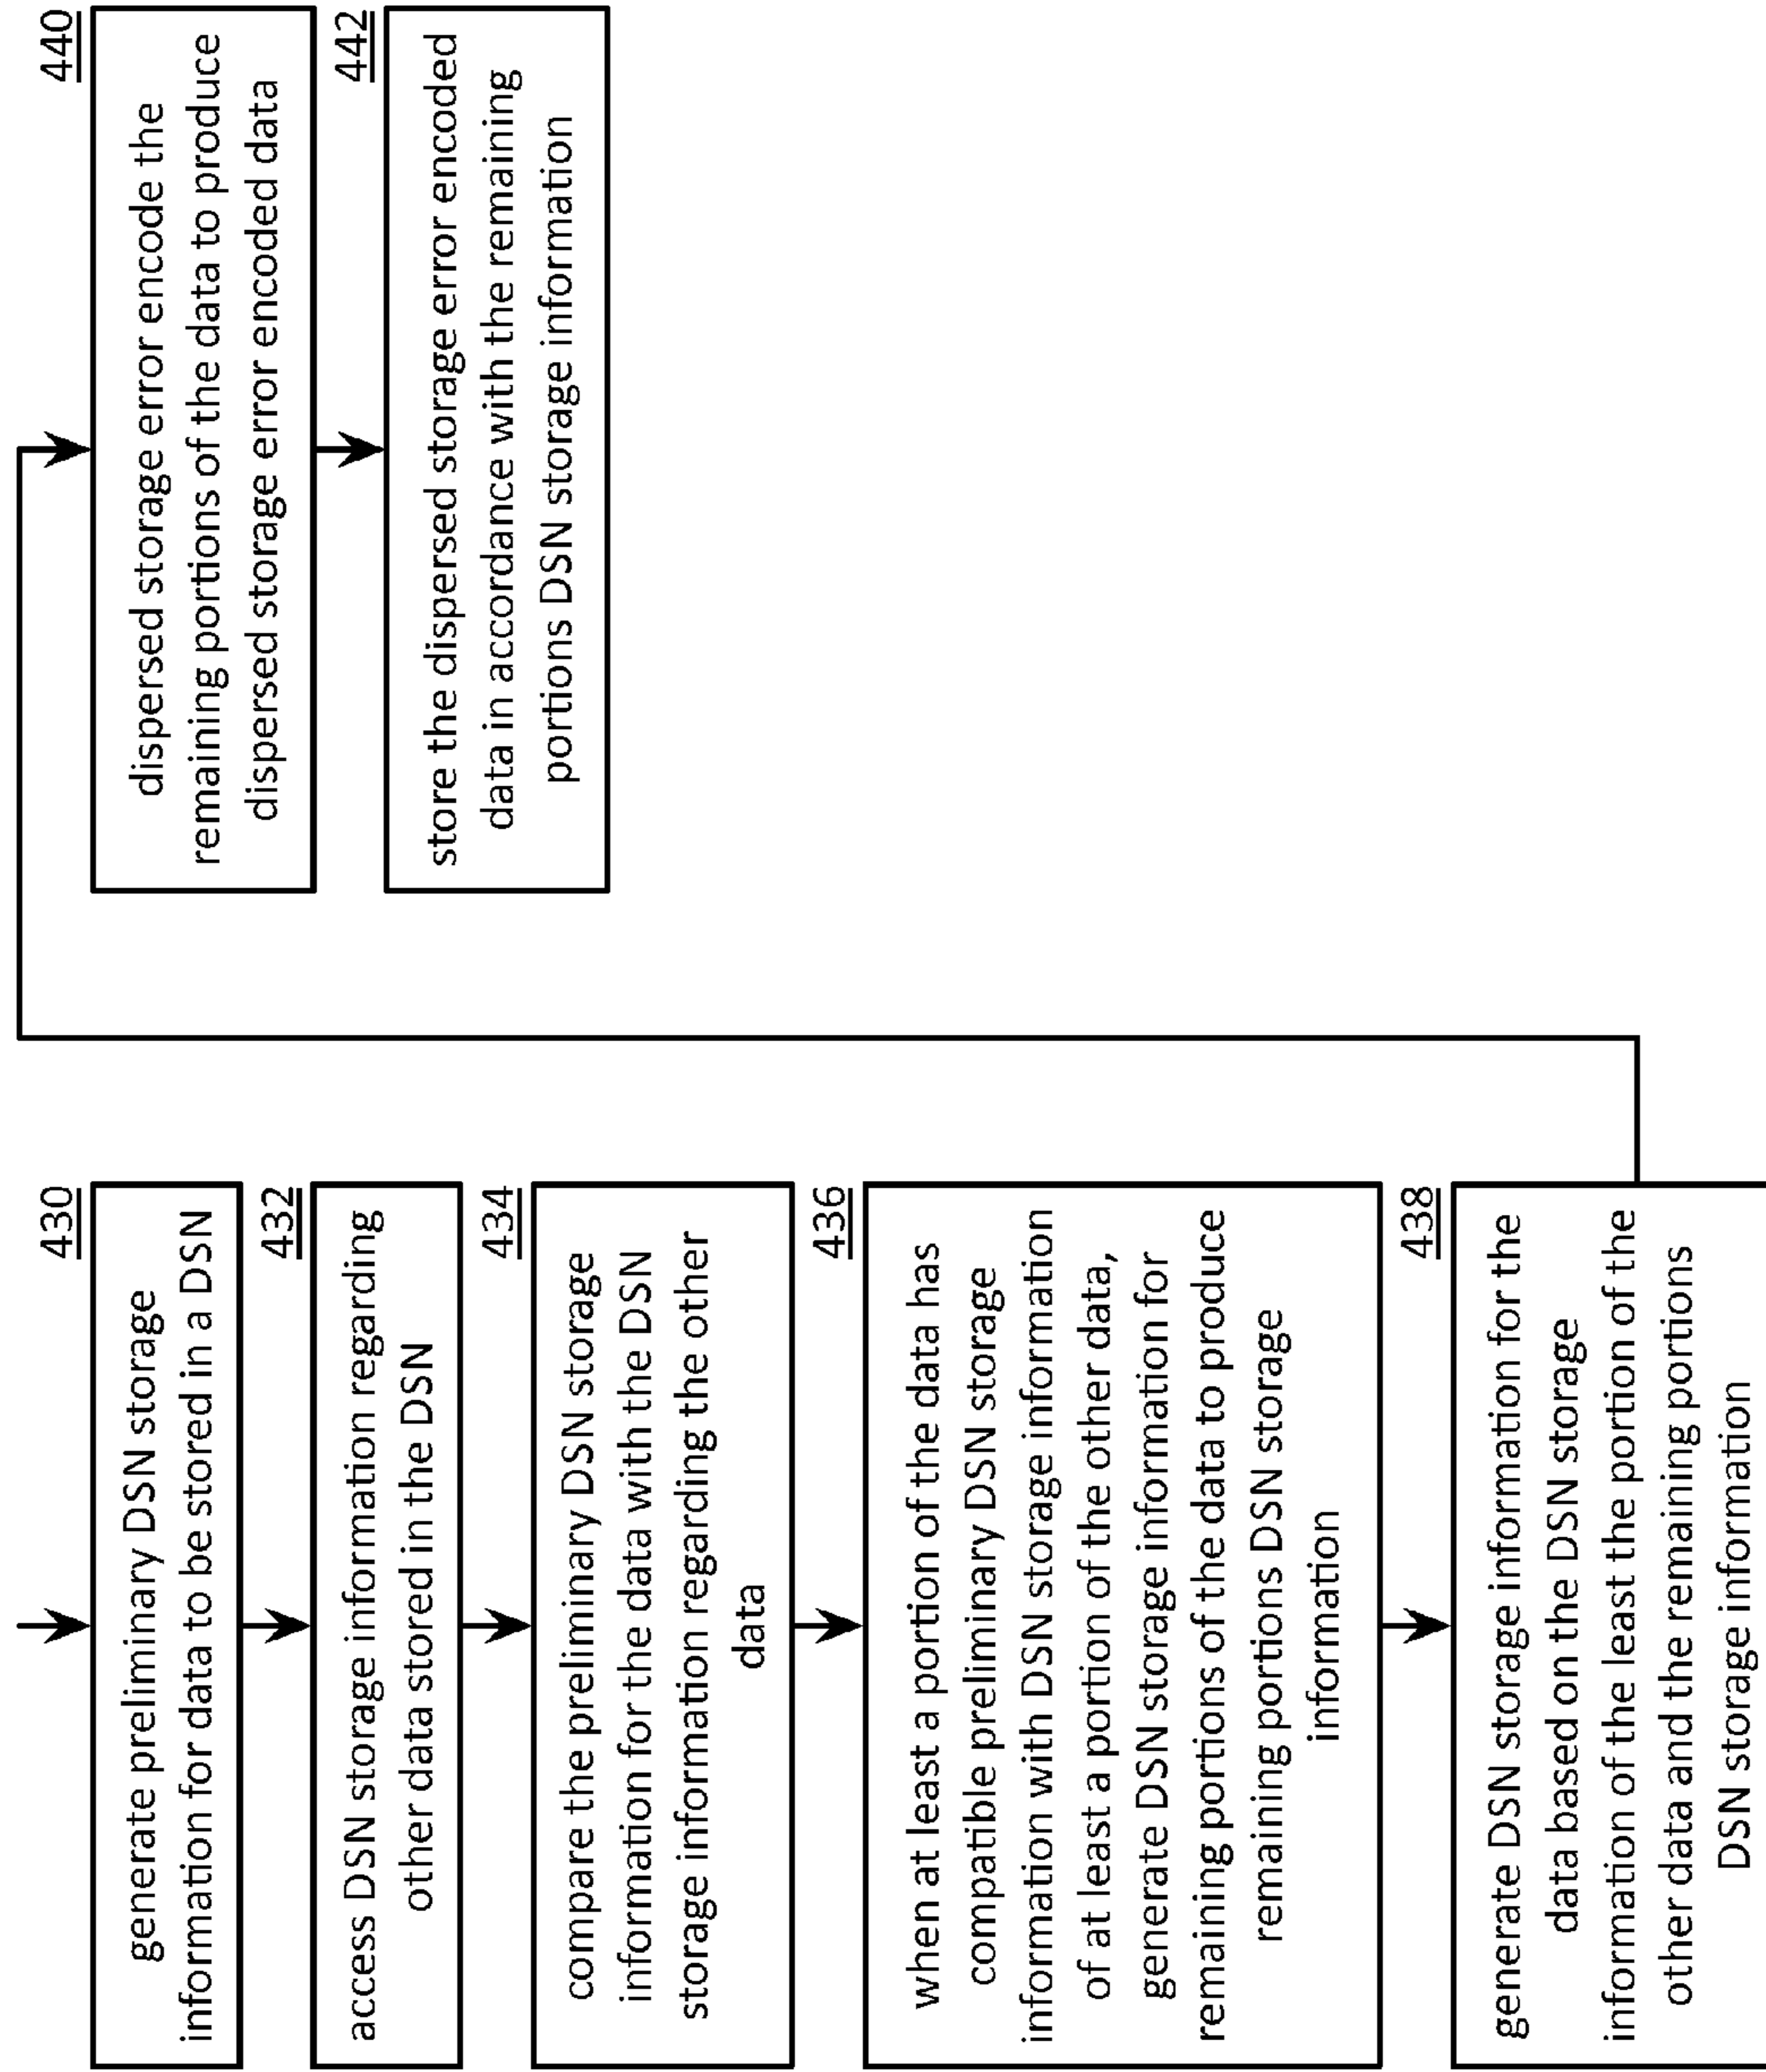 430
generate preliminary DSN storage
information for data to be stored in a DSN
432
access DSN storage information regarding
other data stored in the DSN
434
compare the preliminary DSN storage
information for the data with the DSN
storage information regarding the other
data
436
when at least a portion of the data has
compatible preliminary DSN storage
information with DSN storage information
of at least a portion of the other data,
generate DSN storage information for
remaining portions of the data to produce
remaining portions DSN storage
information
438
generate DSN storage information for the
data based on the DSN storage
information of the least the portion of the
other data and the remaining portions
DSN storage information
440
dispersed storage error encode the
remaining portions of the data to produce
dispersed storage error encoded data
442
store the dispersed storage error encoded
data in accordance with the remaining
portions DSN storage information